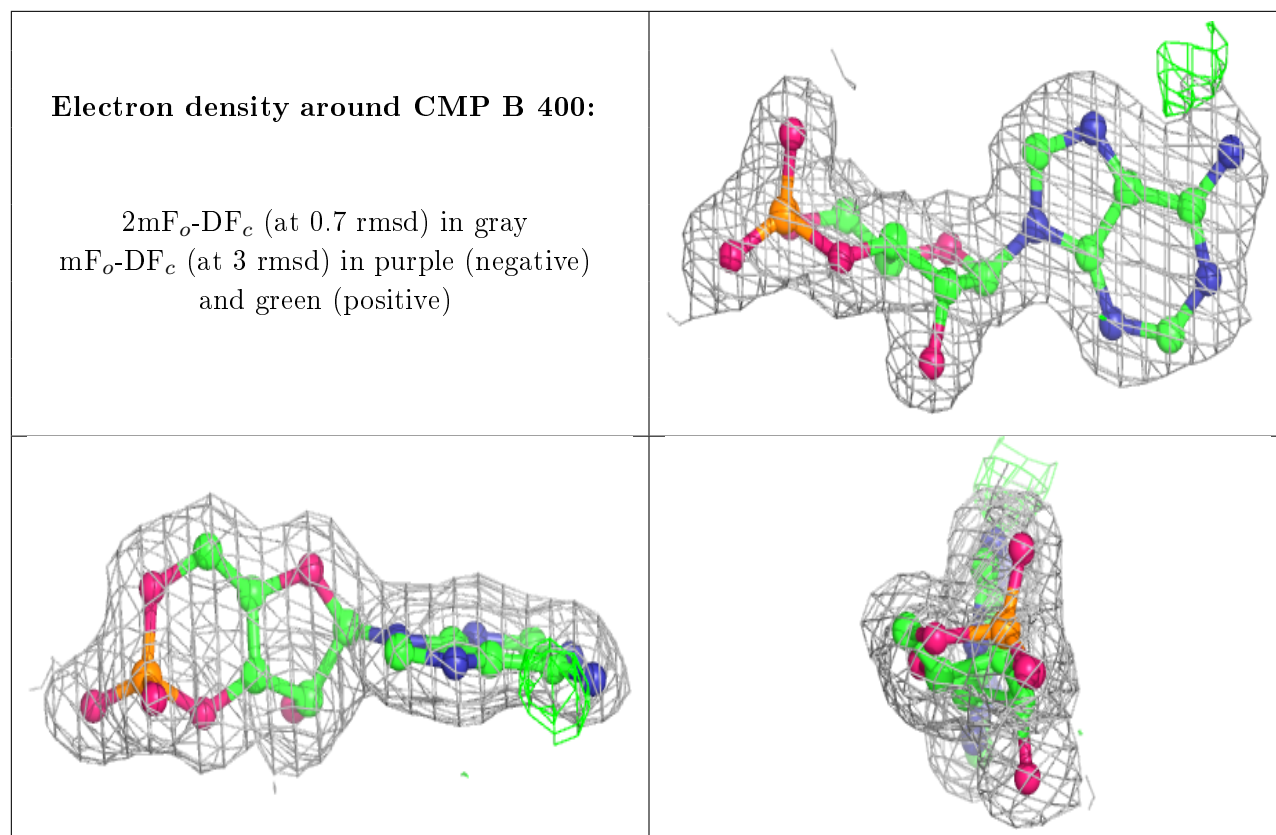 Electron density around CMP B 400:
2mFₒ-DF𝒸 (at 0.7 rmsd) in gray
mFₒ-DF𝒸 (at 3 rmsd) in purple (negative)
and green (positive)